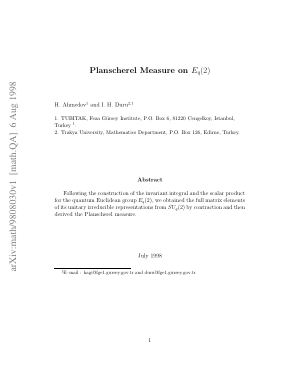 Planscherel Measure on E_q(2)
H. Ahmedov¹ and I. H. Duru²,¹
1. TUBITAK, Feza Gürsey Institute, P.O. Box 6, 81220 Cengelkoy, Istanbul,
Turkey ¹.
2. Trakya University, Mathematics Department, P.O. Box 126, Edirne, Turkey.
Abstract
Following the construction of the invariant integral and the scalar product
for the quantum Euclidean group E_q(2), we obtained the full matrix elements
of its unitary irreducible representations from SU_q(2) by contraction and then
derived the Planscherel measure.
July 1998
¹E-mail : hagi@gel.gursey.gov.tr and duru@gel.gursey.gov.tr
1
arXiv:math/9808030v1 [math.QA] 6 Aug 1998